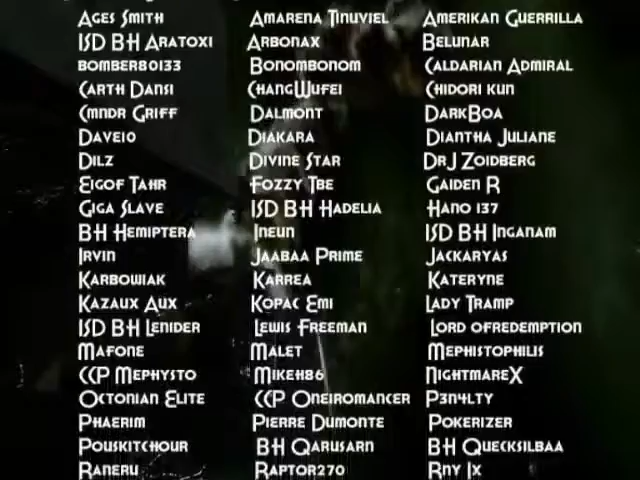 Ages Smith Amarena Tinuviel Amerikan Guerrilla
ISD BH Aratoxi Arbonax Belunar
bomber80133 Bonombonom Caldarian Admiral
Carth Dansi ChangWufei Chidori kun
Cmndr Griff Dalmont DarkBoa
Dave10 Diakara Diantha Juliane
Dilz Divine Star DrJ Zoidberg
Eigof Tahr Fozzy Tbe Gaiden R
Giga Slave ISD BH Hadelia Hano 137
BH Hemiptera Ineun ISD BH Inganam
Irvin Jaabaa Prime Jackaryas
Karbowiak Karrea Kateryne
Kazaux Aux Kopac Emi Lady Tramp
ISD BH Lenider Lewis Freeman Lord ofredemption
Mafone Malet Mephistophilis
CCP Mephysto Mikeh86 NightmareX
Octonian Elite CCP Oneiromancer P3n4lty
Phaerim Pierre Dumonte Pokerizer
Pouskitchour BH Qarusarn BH Quecksilbaa
Raneru Raptor270 Rny Ix